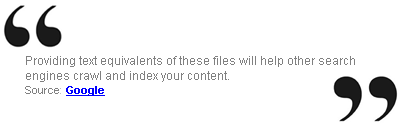 Providing text equivalents of these files will help other search
engines crawl and index your content.
Source: Google